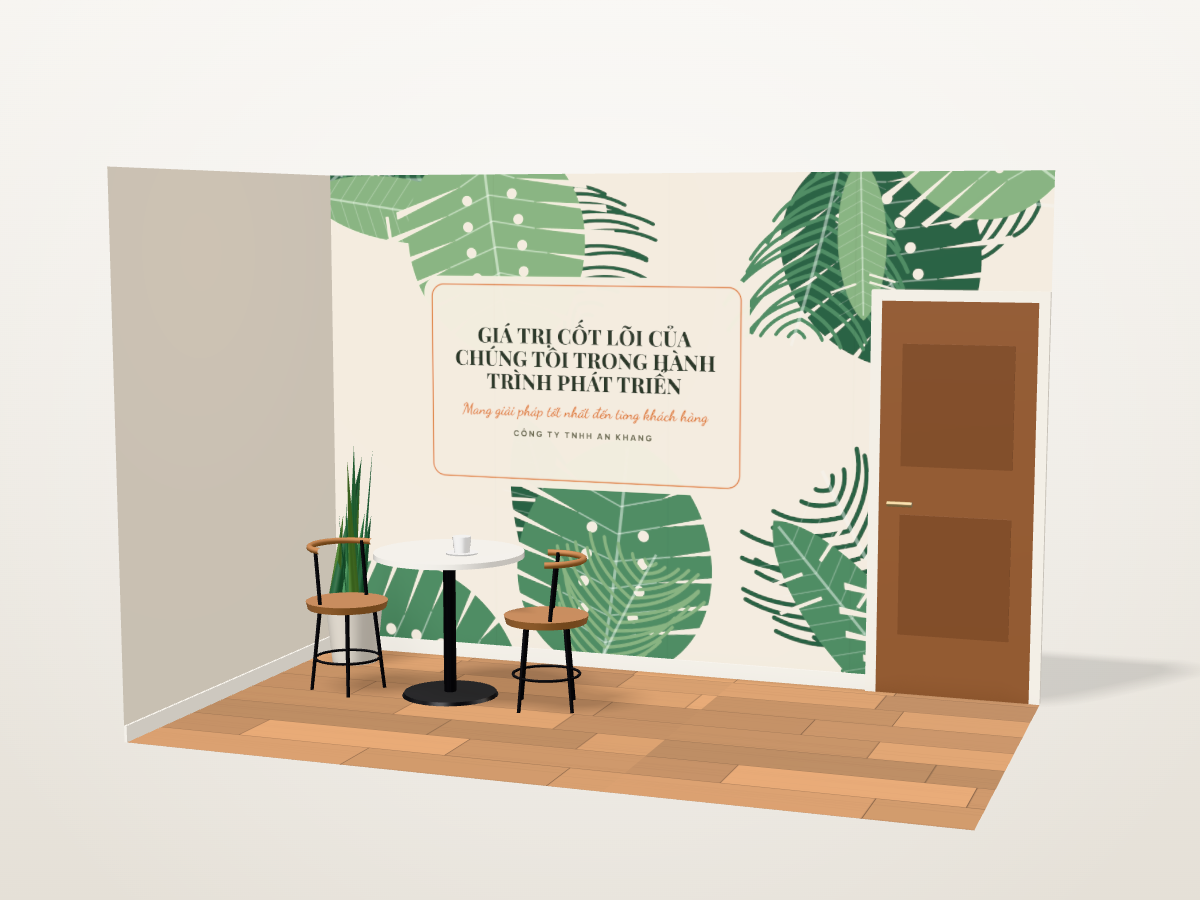 GIÁ TRỊ CỐT LÕI CỦA
CHÚNG TÔI TRONG HÀNH
TRÌNH PHÁT TRIỂN
Mang giải pháp tốt nhất đến từng khách hàng
CÔNG TY TNHH AN KHANG